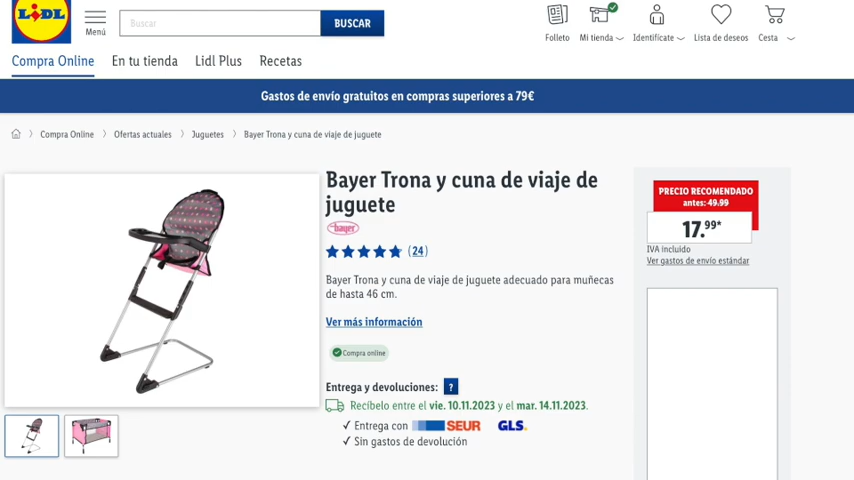 LIDL
Menú
Buscar
BUSCAR
Folleto
Mi tienda
Identifícate
Lista de deseos
Cesta
Compra Online
En tu tienda
Lidl Plus
Recetas
Gastos de envío gratuitos en compras superiores a 79€
Compra Online
Ofertas actuales
Juguetes
Bayer Trona y cuna de viaje de juguete
Bayer Trona y cuna de viaje de
juguete
bayer
(24)
Bayer Trona y cuna de viaje de juguete adecuado para muñecas
de hasta 46 cm.
Ver más información
Compra online
Entrega y devoluciones: ?
Recíbelo entre el vie. 10.11.2023 y el mar. 14.11.2023.
✓ Entrega con SEUR GLS.
✓ Sin gastos de devolución
PRECIO RECOMENDADO
antes: 49.99
17.99*
IVA incluido
Ver gastos de envío estándar